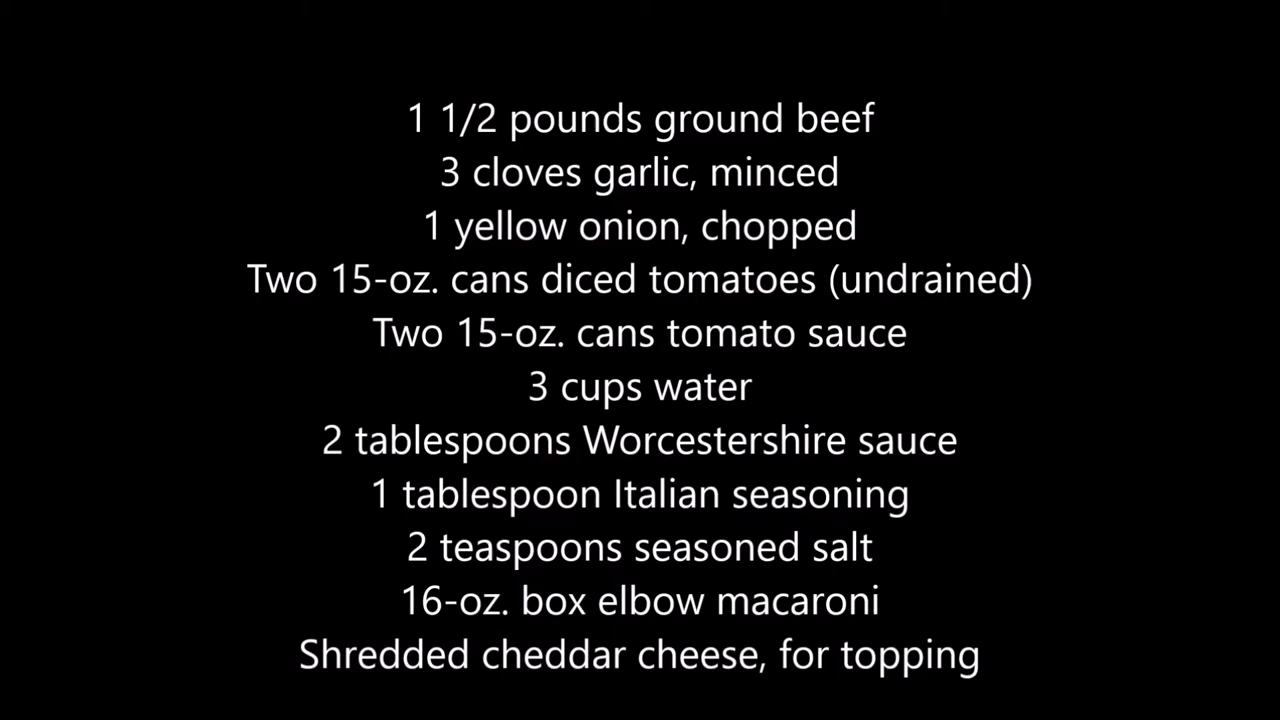 1 1/2 pounds ground beef
3 cloves garlic, minced
1 yellow onion, chopped
Two 15-oz. cans diced tomatoes (undrained)
Two 15-oz. cans tomato sauce
3 cups water
2 tablespoons Worcestershire sauce
1 tablespoon Italian seasoning
2 teaspoons seasoned salt
16-oz. box elbow macaroni
Shredded cheddar cheese, for topping